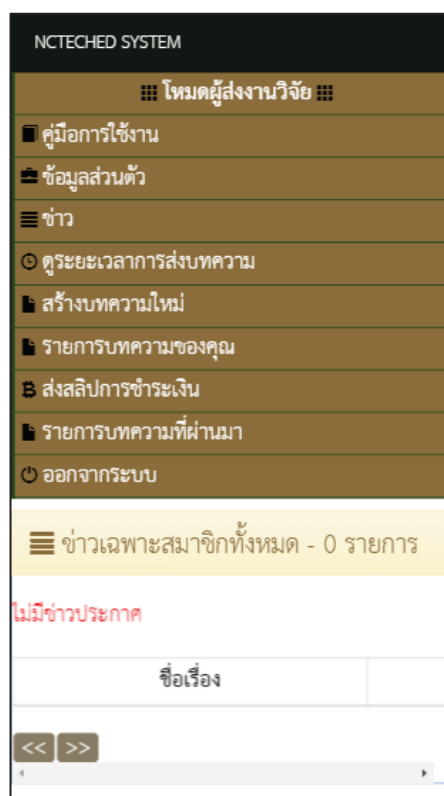 NCTECHED SYSTEM
โหมดผู้ส่งงานวิจัย
คู่มือการใช้งาน
ข้อมูลส่วนตัว
ข่าว
ดูระยะเวลาการส่งบทความ
สร้างบทความใหม่
รายการบทความของคุณ
ส่งสลิปการชำระเงิน
รายการบทความที่ผ่านมา
ออกจากระบบ
ข่าวเฉพาะสมาชิกทั้งหมด - 0 รายการ
ไม่มีข่าวประกาศ
ชื่อเรื่อง
<< >>